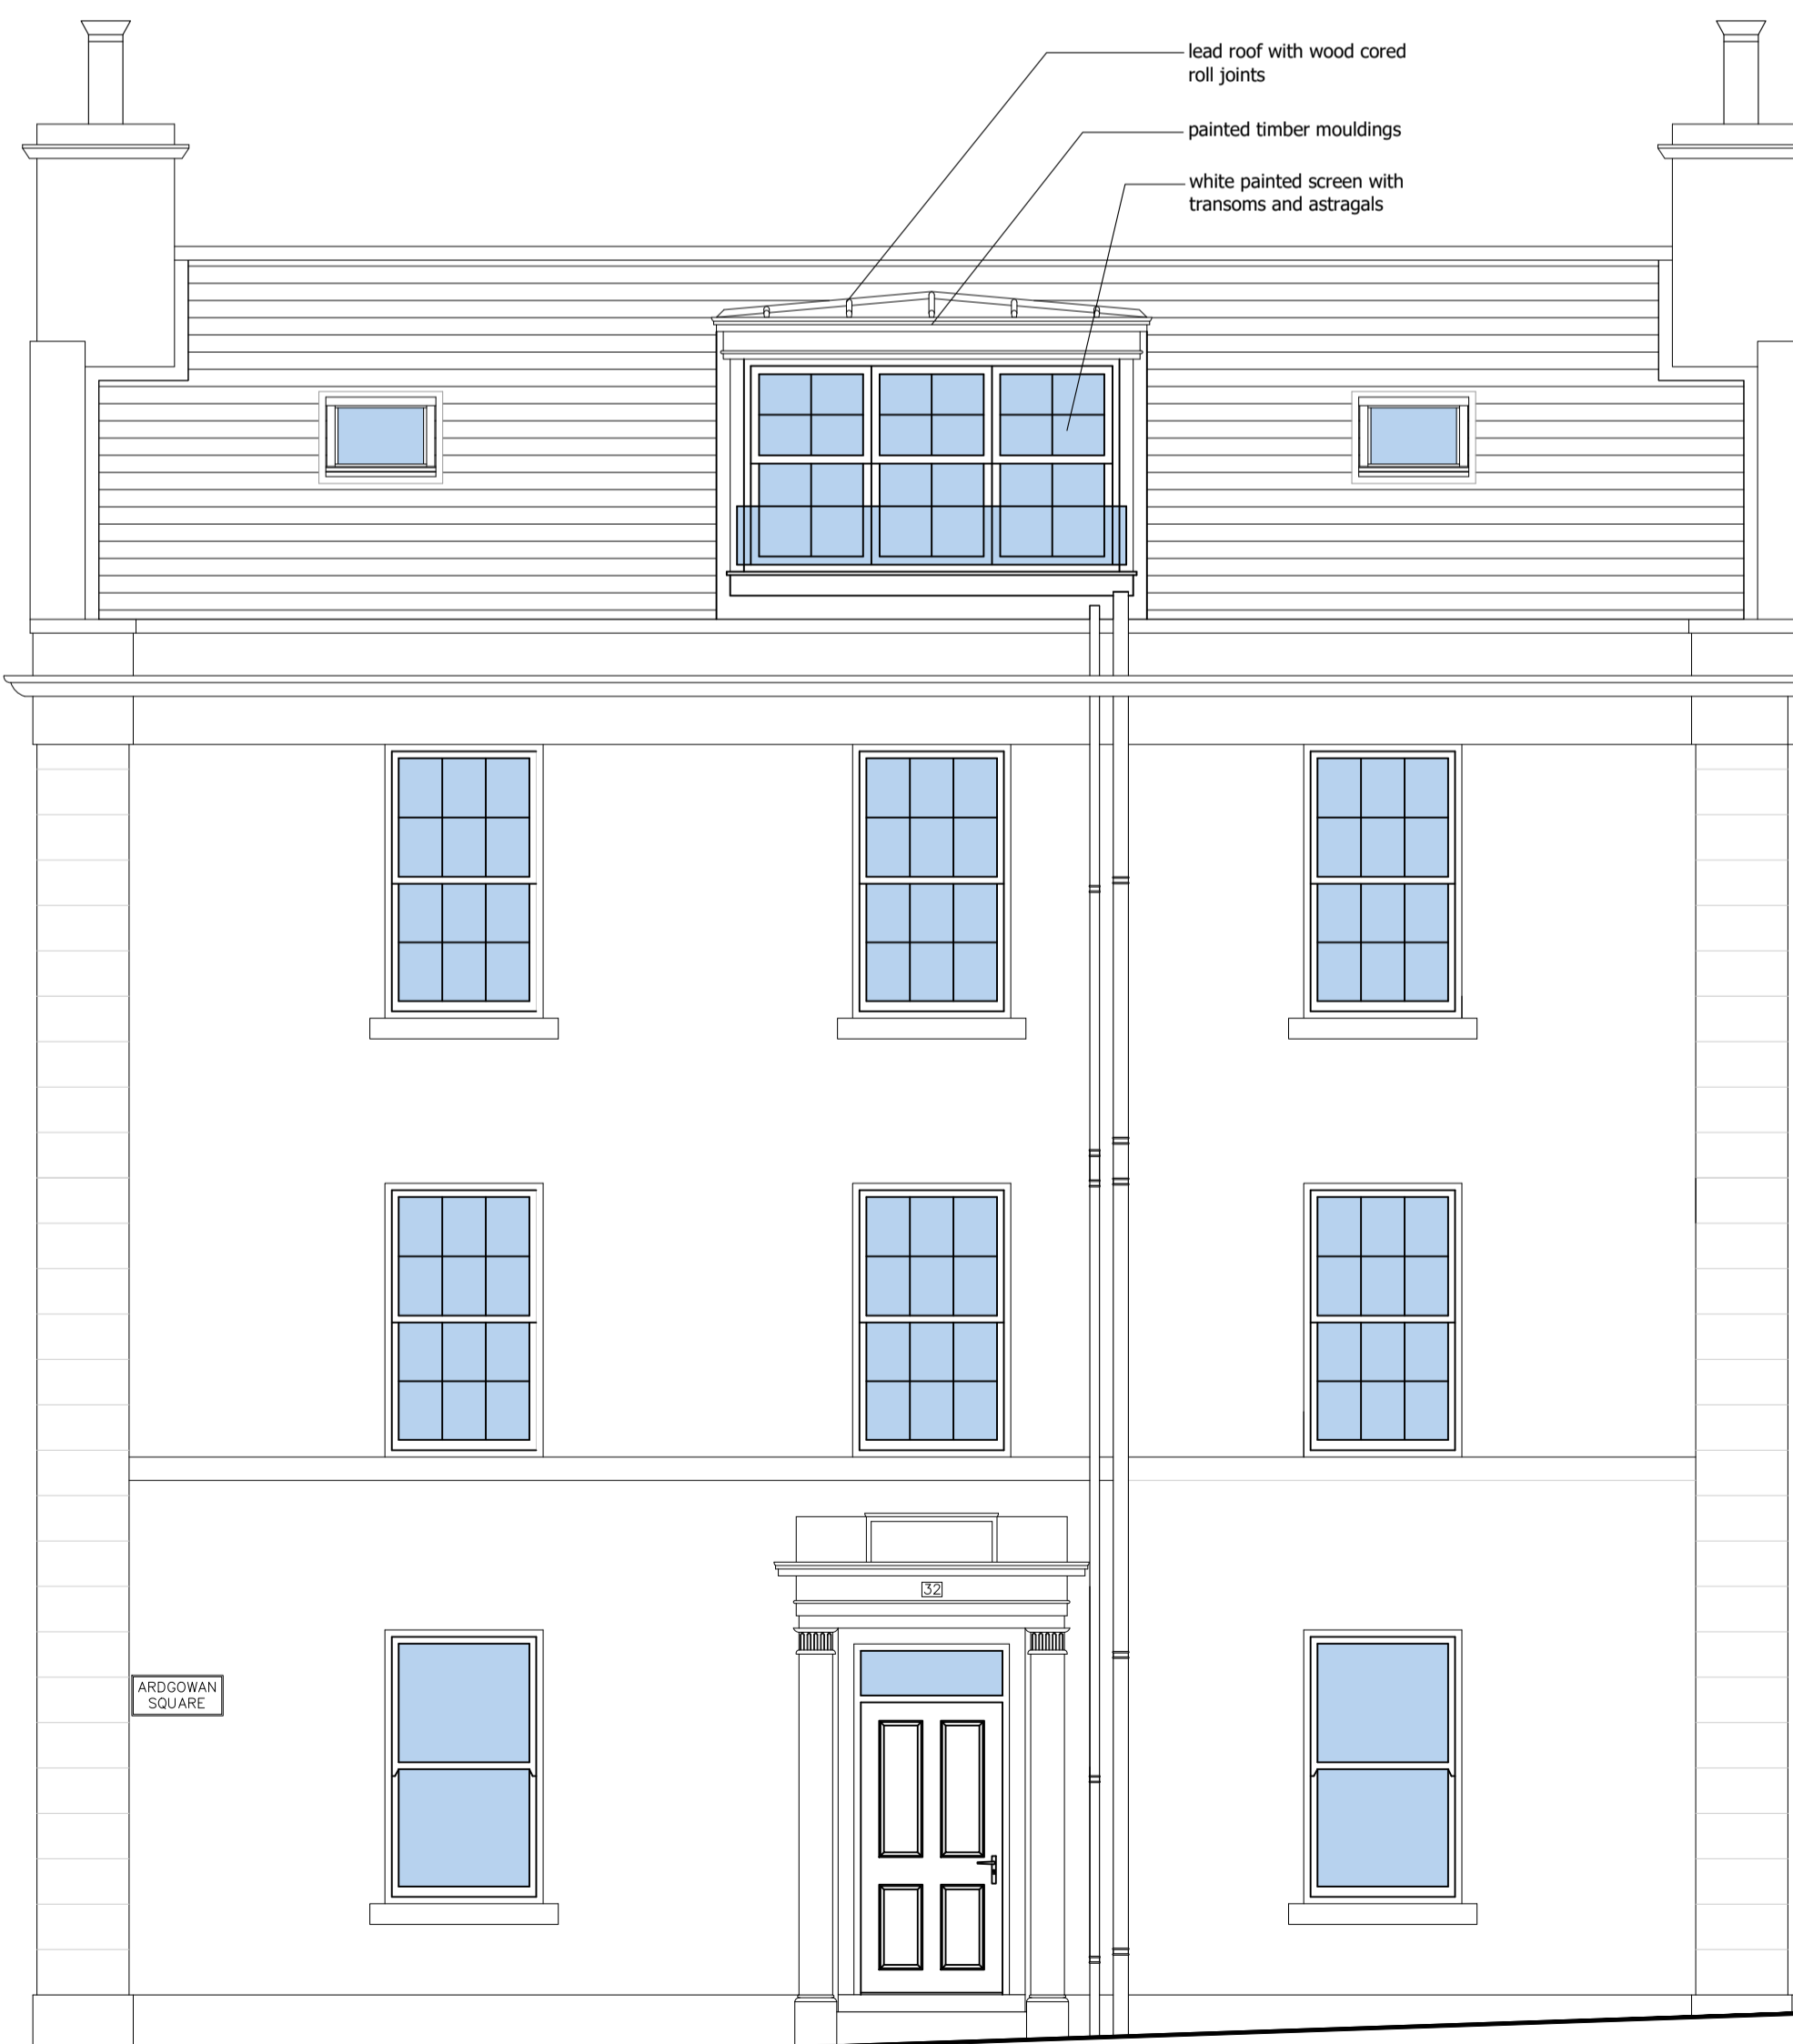 lead roof with wood cored
roll joints
painted timber mouldings
white painted screen with
transoms and astragals
32
ARDGOWAN
SQUARE